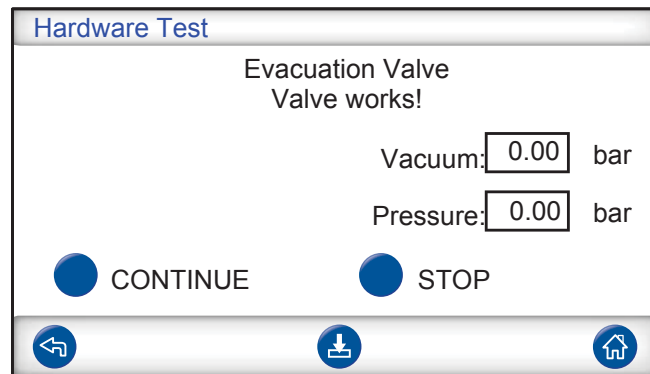 Hardware Test
Evacuation Valve
Valve works!
Vacuum: 0.00 bar
Pressure: 0.00 bar
CONTINUE STOP